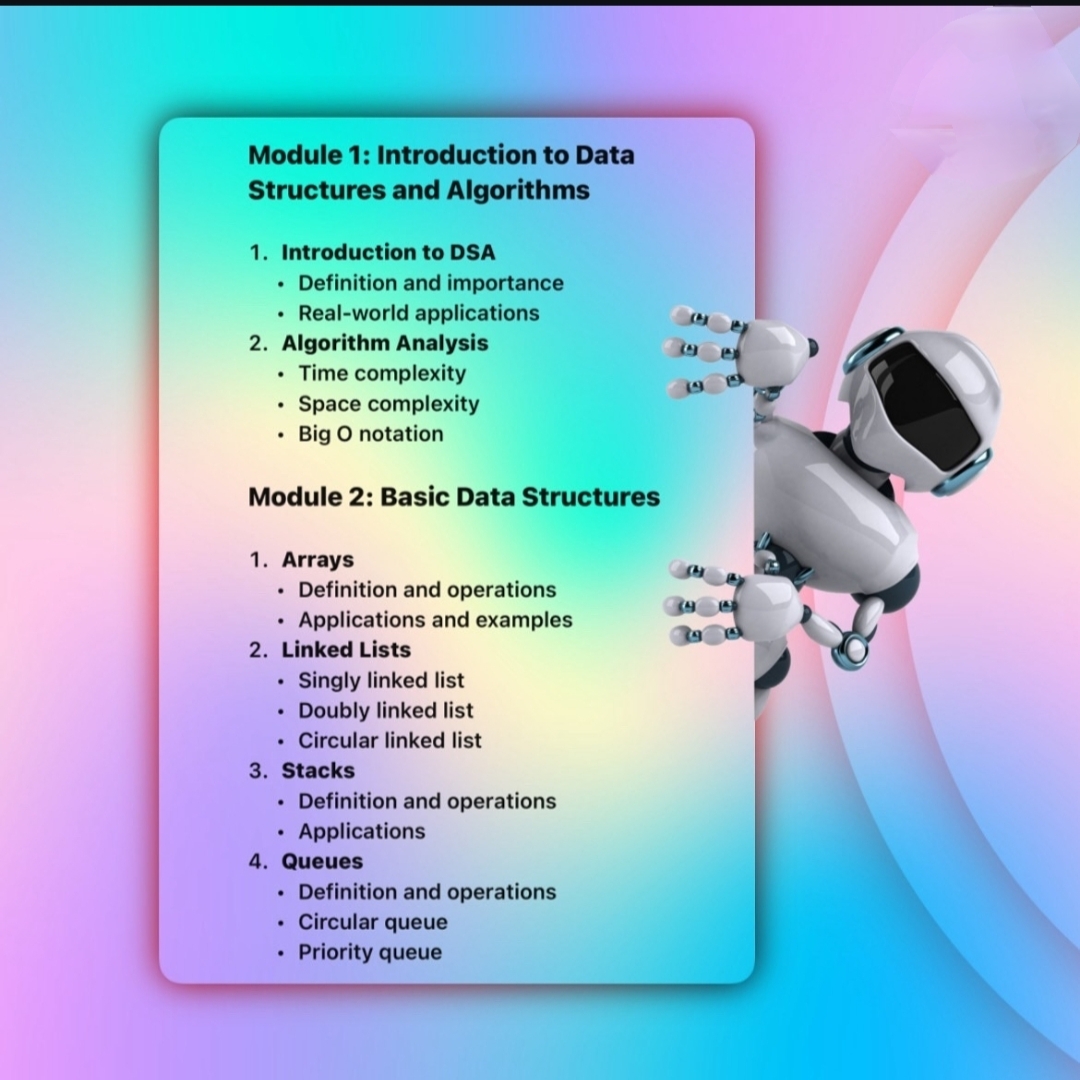 Module 1: Introduction to Data
Structures and Algorithms
1. Introduction to DSA
• Definition and importance
• Real-world applications
2. Algorithm Analysis
• Time complexity
• Space complexity
• Big O notation
Module 2: Basic Data Structures
1. Arrays
• Definition and operations
• Applications and examples
2. Linked Lists
• Singly linked list
• Doubly linked list
• Circular linked list
3. Stacks
• Definition and operations
• Applications
4. Queues
• Definition and operations
• Circular queue
• Priority queue